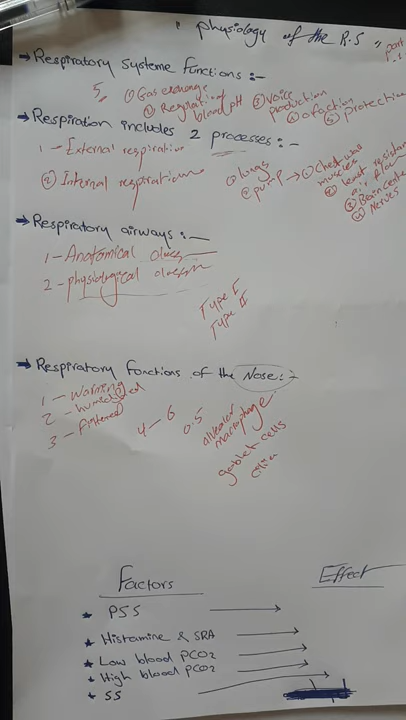 " physiology of the R.S "
part
➜ Respiratory systeme functions :-
5 ① Gas exchange ③ voice production
② Regulation of blood pH ④ olfaction ⑤ protection
➜ Respiration includes 2 processes :-
1 - External respiration
② Internal respiration
① lungs
② pump → ① Chest wall muscles
② least resistance air flow
③ Brain center
④ Nerves
➜ Respiratory airways :-
1 - Anatomical
2 - physiological
Type I
Type II
➜ Respiratory functions of the Nose :-
1 - warming
2 - humidified
3 - filtered
4 - 6
0.5
alveolar macrophage
goblet cells
cilia
Factors Effect
* PSS →
* Histamine & SRA →
* Low blood PCO2 →
* High blood PCO2 →
* SS →